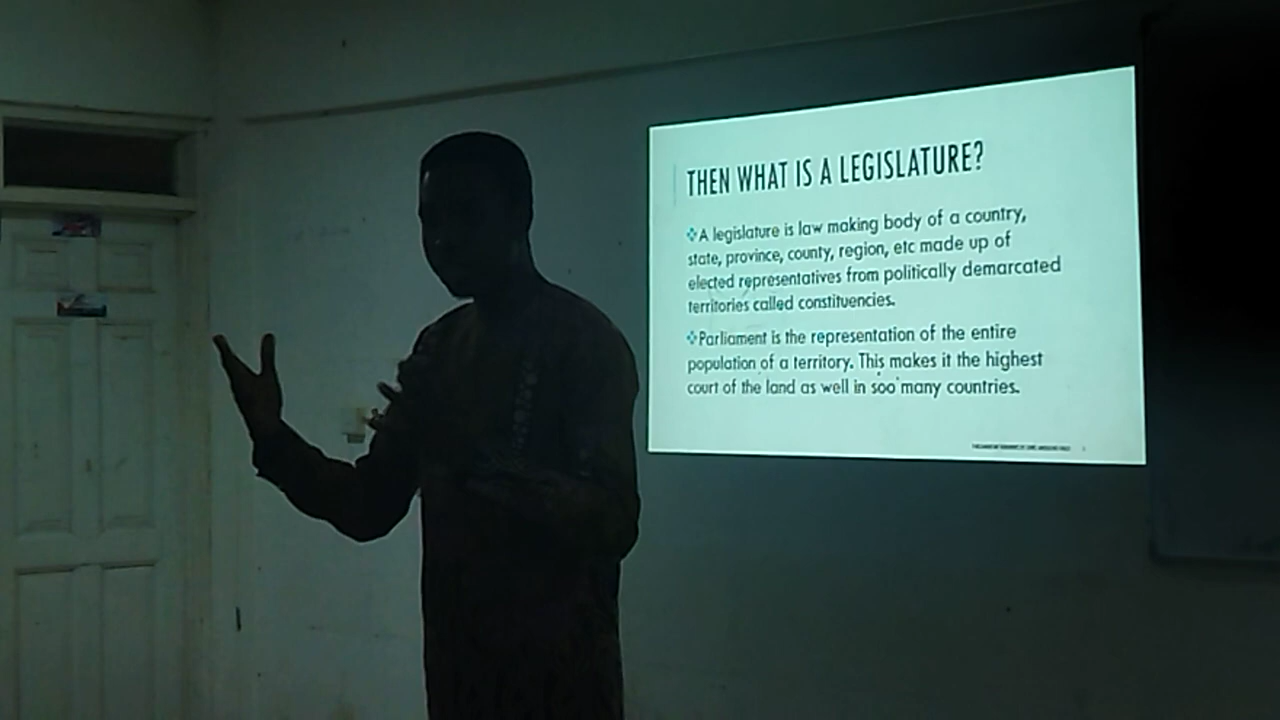 THEN WHAT IS A LEGISLATURE?
❖A legislature is law making body of a country,
state, province, county, region, etc made up of
elected representatives from politically demarcated
territories called constituencies.
❖Parliament is the representation of the entire
population of a territory. This makes it the highest
court of the land as well in soo many countries.